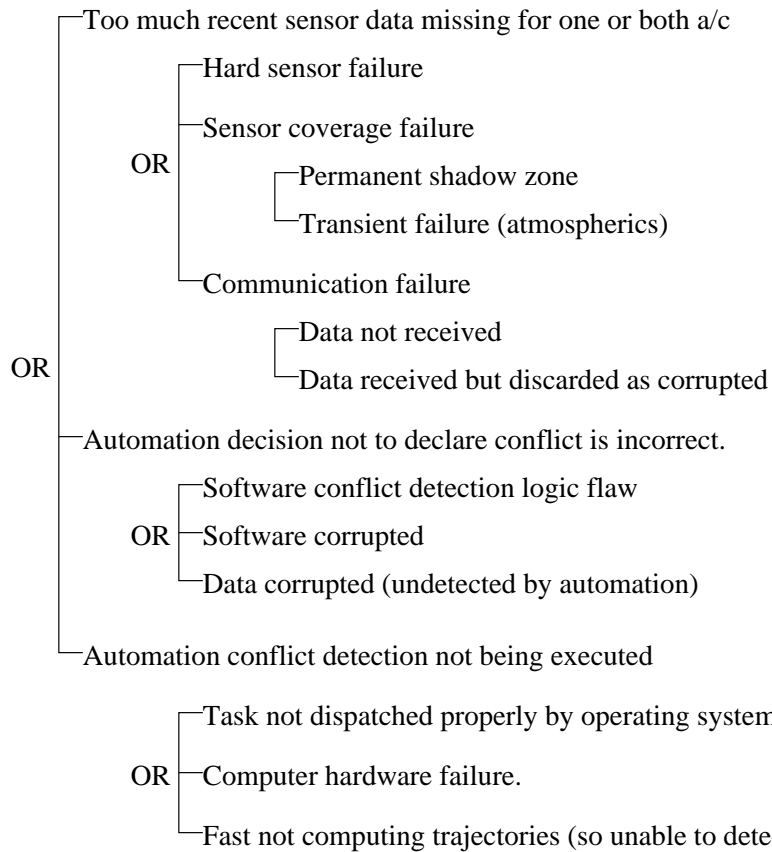 Too much recent sensor data missing for one or both a/c
Hard sensor failure
Sensor coverage failure
OR
Permanent shadow zone
Transient failure (atmospherics)
Communication failure
Data not received
OR
Data received but discarded as corrupted
Automation decision not to declare conflict is incorrect.
Software conflict detection logic flaw
OR
Software corrupted
Data corrupted (undetected by automation)
Automation conflict detection not being executed
Task not dispatched properly by operating system
OR
Computer hardware failure.
Fast not computing trajectories (so unable to